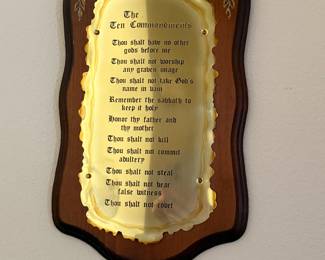 The
Ten Commandments
Thou shalt have no other
gods before me
Thou shalt not worship
any graven image
Thou shalt not take God's
name in vain
Remember the sabbath to
keep it holy
Honor thy father and
thy mother
Thou shalt not kill
Thou shalt not commit
adultery
Thou shalt not steal
Thou shalt not bear
false witness
Thou shalt not covet